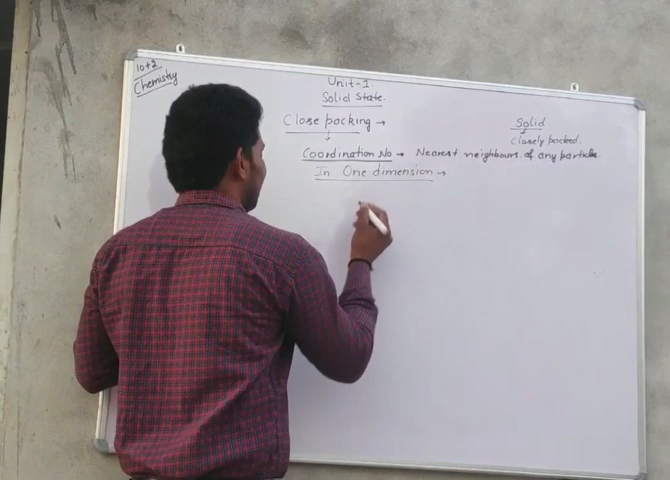 10+2
Chemistry
Unit-1
Solid State.
Close packing →
Solid
Closely packed.
Coordination No → Nearest neighbours of any particle.
In One dimension →